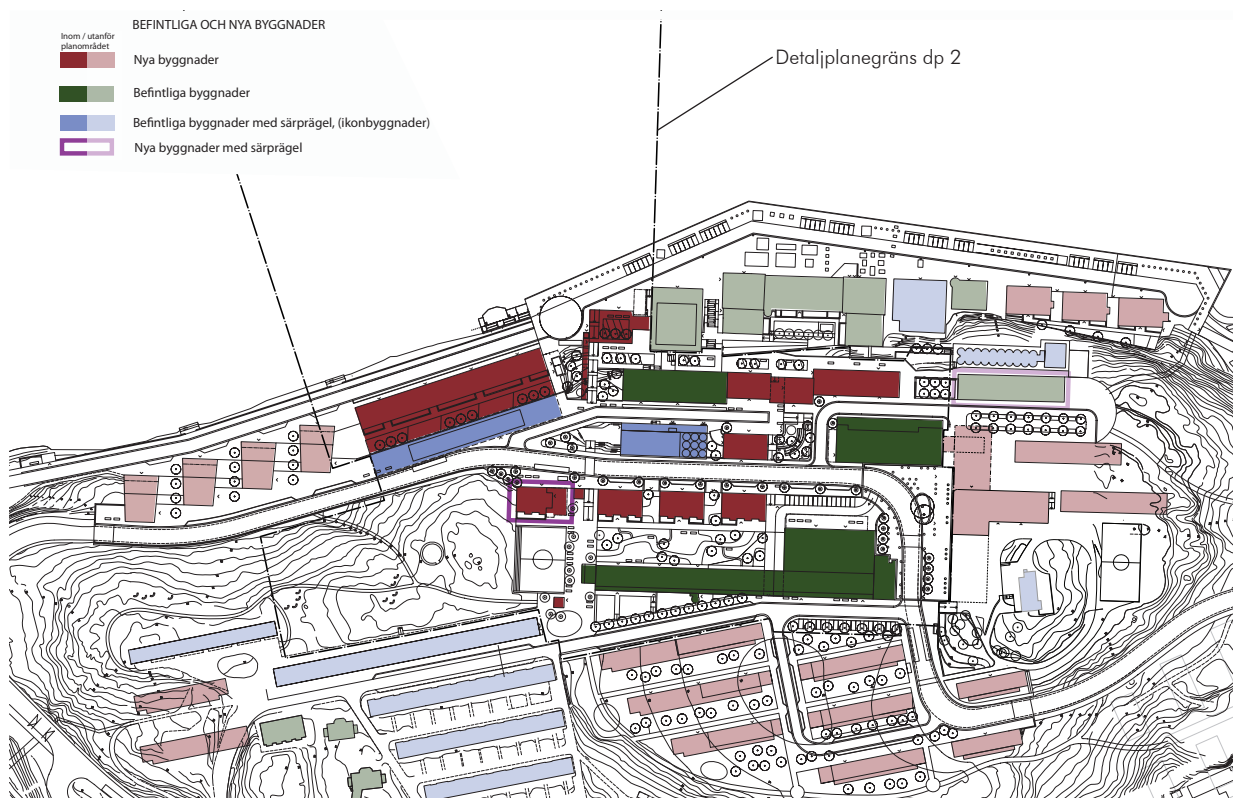 BEFINTLIGA OCH NYA BYGGNADER
Inom / utanför
planområdet
Nya byggnader
Befintliga byggnader
Befintliga byggnader med särprägel, (ikonbyggnader)
Nya byggnader med särprägel
Detaljplanegräns dp 2